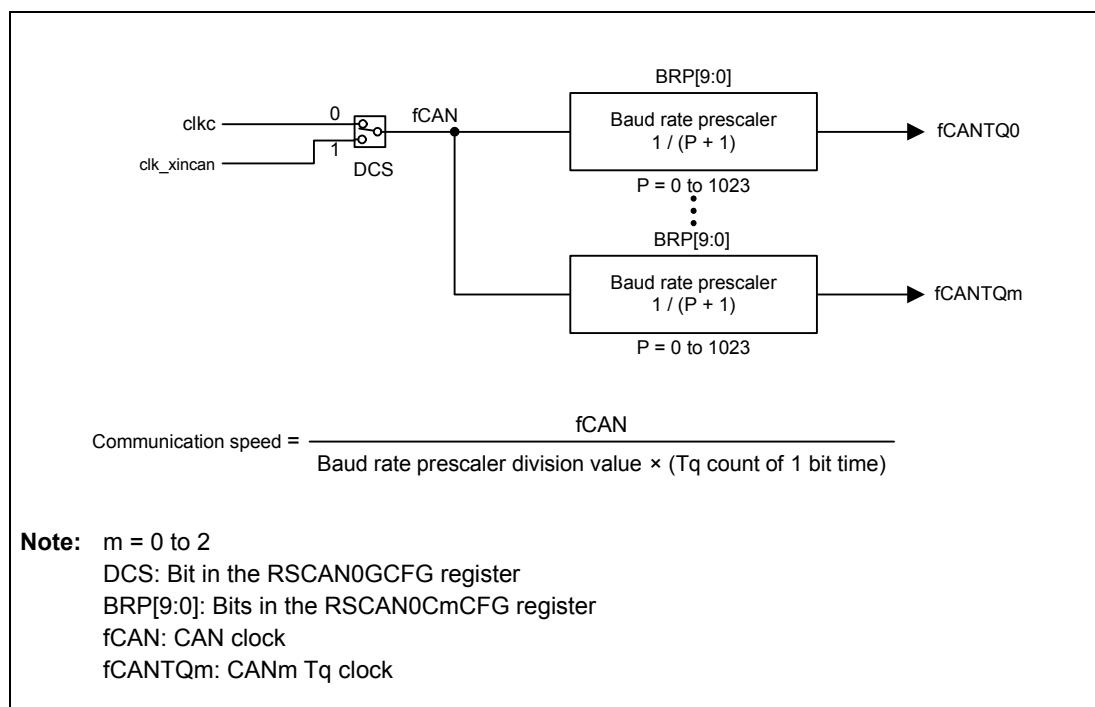 BRP[9:0]
clkc
0
fCAN
Baud rate prescaler
1 / (P + 1)
fCANTQ0
clk_xincan
1
DCS
P = 0 to 1023
BRP[9:0]
Baud rate prescaler
1 / (P + 1)
fCANTQm
P = 0 to 1023
fCAN
Communication speed =
Baud rate prescaler division value × (Tq count of 1 bit time)
Note: m = 0 to 2
DCS: Bit in the RSCAN0GCFG register
BRP[9:0]: Bits in the RSCAN0CmCFG register
fCAN: CAN clock
fCANTQm: CANm Tq clock